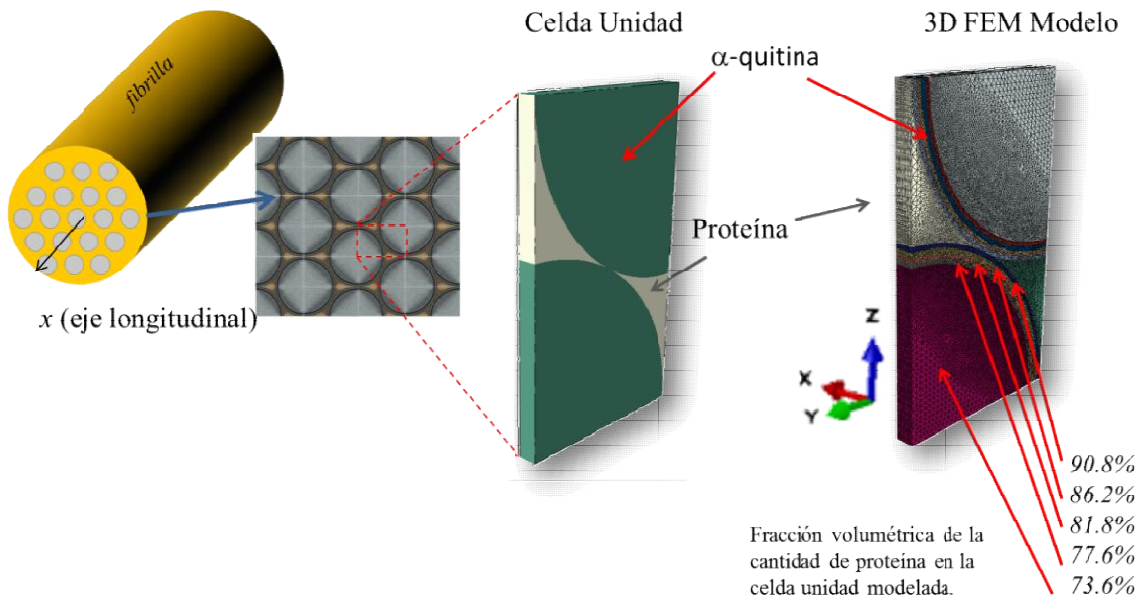 Celda Unidad
3D FEM Modelo
fibrilla
α-quitina
Proteína
x (eje longitudinal)
Z
X
Y
90.8%
86.2%
81.8%
77.6%
73.6%
Fracción volumétrica de la
cantidad de proteína en la
celda unidad modelada.